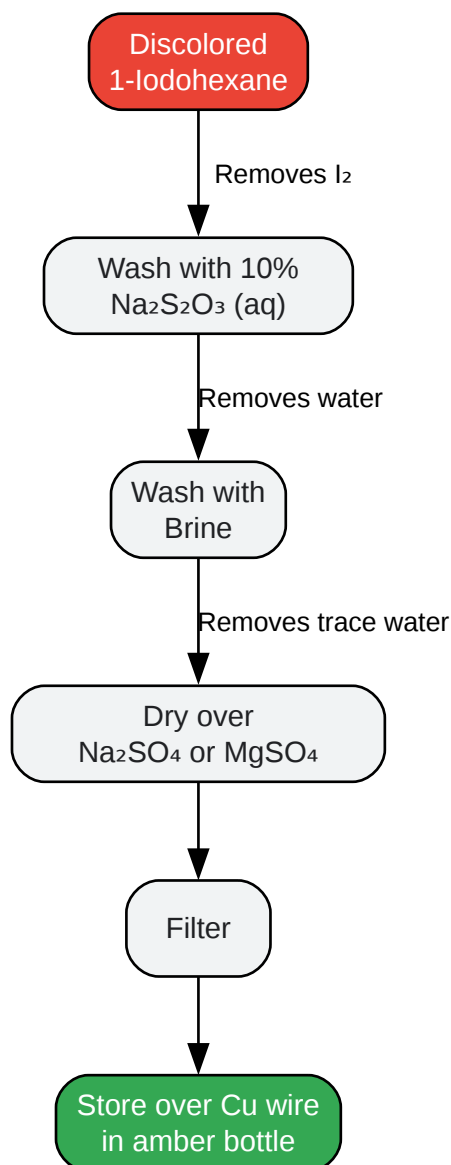 Discolored
1-Iodohexane
Removes I₂
Wash with 10%
Na₂S₂O₃ (aq)
Removes water
Wash with
Brine
Removes trace water
Dry over
Na₂SO₄ or MgSO₄
Filter
Store over Cu wire
in amber bottle